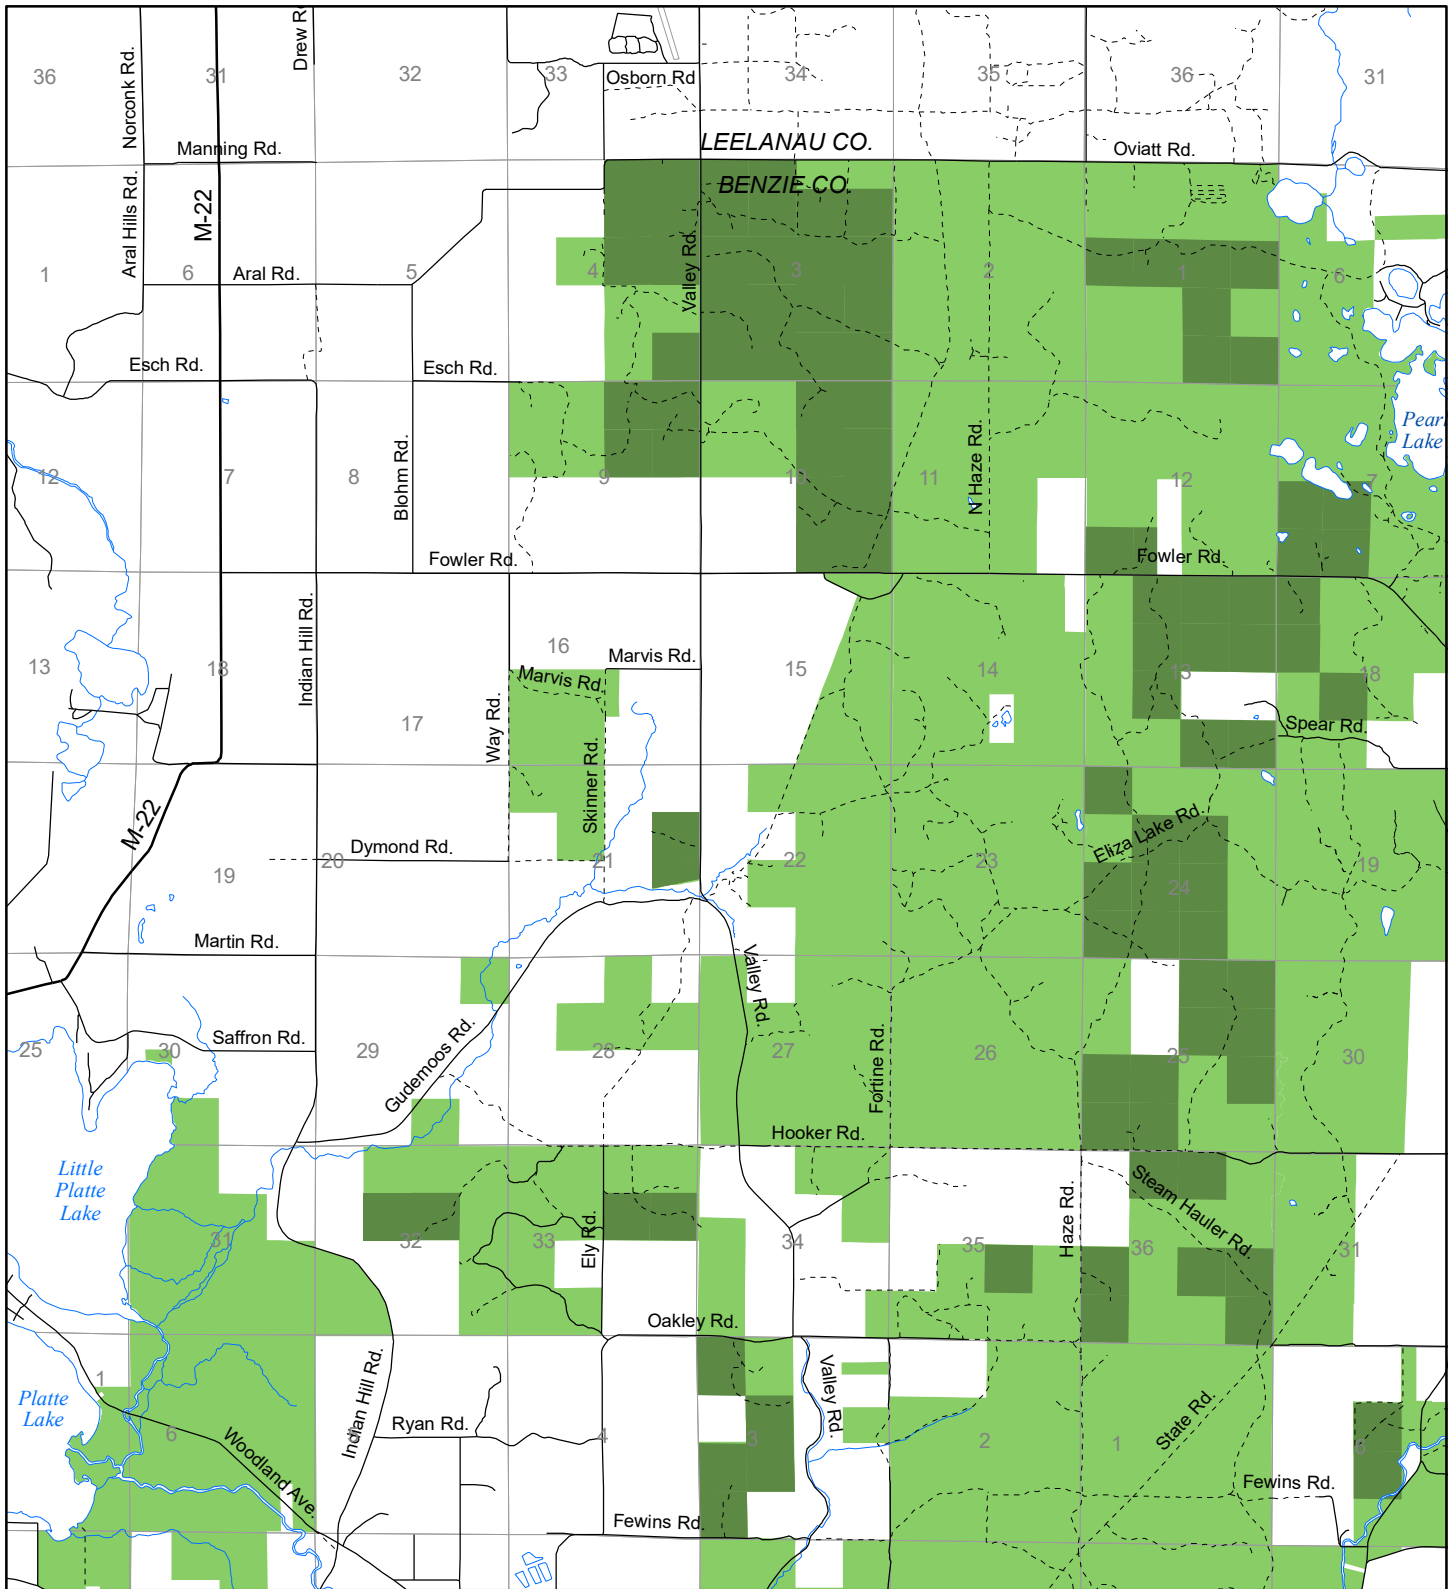 Drew R
36
Norconk Rd.
31
32
33
Osborn Rd
34
35
36
31
Manning Rd.
LEELANAU CO.
Oviatt Rd.
BENZIE CO.
Aral Hills Rd.
M-22
1
6
Aral Rd.
5
4
Valley Rd.
3
2
1
6
Esch Rd.
Esch Rd.
Pearl
Lake
12
7
8
Blohm Rd.
9
10
11
N Haze Rd.
12
7
Fowler Rd.
Fowler Rd.
Indian Hill Rd.
16
Marvis Rd.
13
18
Marvis Rd.
15
14
13
18
17
Way Rd.
Skinner Rd.
Spear Rd.
M-22
Dymond Rd.
Eliza Lake Rd.
19
20
21
22
23
24
19
Martin Rd.
Valley Rd.
25
30
Saffron Rd.
29
Gudemoos Rd.
28
27
Fortine Rd.
26
25
30
Hooker Rd.
Little
Platte
Lake
31
32
33
Ely Rd.
34
35
Haze Rd.
36
Steam Hauler Rd.
31
Oakley Rd.
1
Platte
Lake
6
Woodland Ave.
Indian Hill Rd.
Ryan Rd.
4
3
Valley Rd.
2
1
State Rd.
6
Fewins Rd.
Fewins Rd.